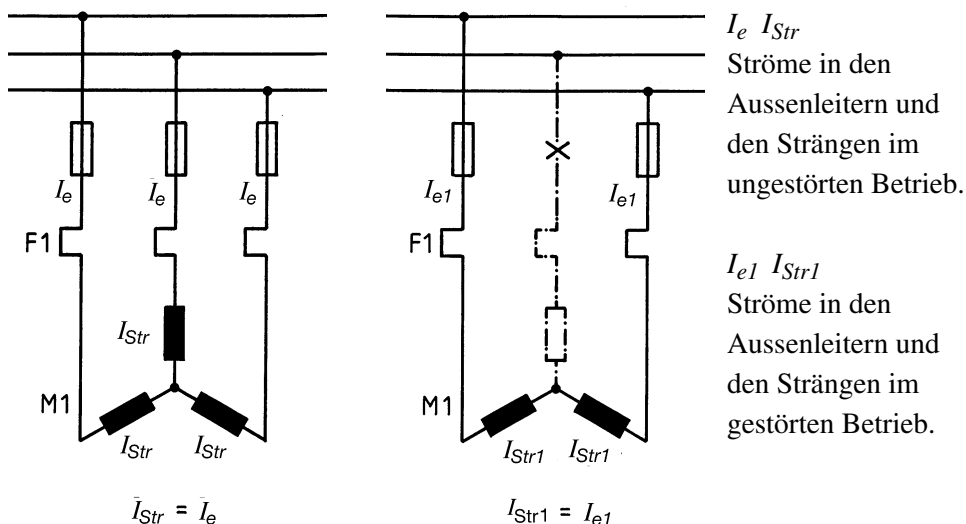 I_e I_e I_e
F1
I_Str
M1
I_Str I_Str
I_Str = I_e
I_e1 I_e1
F1
M1
I_Str1 I_Str1
I_Str1 = I_e1
I_e I_Str
Ströme in den
Aussenleitern und
den Strängen im
ungestörten Betrieb.
I_e1 I_Str1
Ströme in den
Aussenleitern und
den Strängen im
gestörten Betrieb.